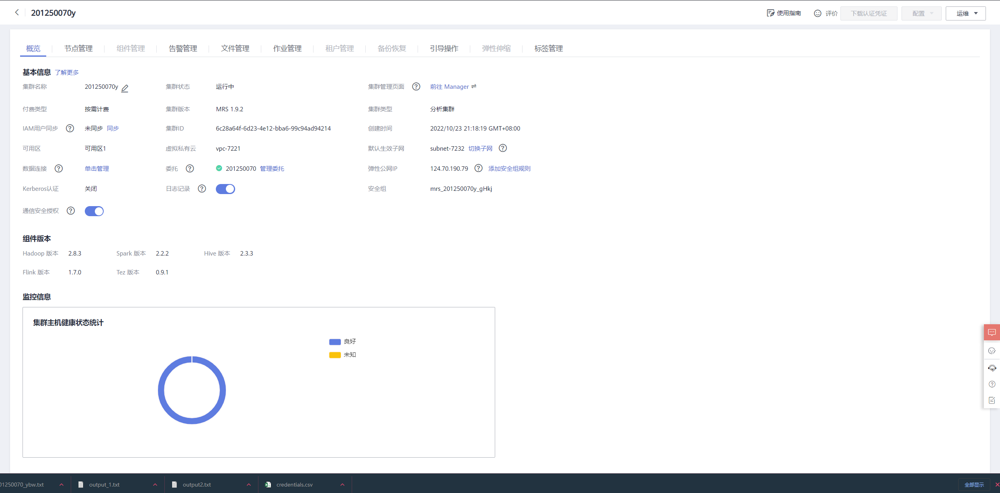 201250070y 使用指南 评价 下载认证凭证 配置 运维
概览 节点管理 组件管理 告警管理 文件管理 作业管理 租户管理 备份恢复 引导操作 弹性伸缩 标签管理
基本信息 了解更多
集群名称 201250070y 集群状态 运行中 集群管理页面 前往 Manager
付费类型 按需计费 集群版本 MRS 1.9.2 集群类型 分析集群
IAM用户同步 未同步 同步 集群ID 6c28a64f-6d23-4e12-bba6-99c94ad94214 创建时间 2022/10/23 21:18:19 GMT+08:00
可用区 可用区1 虚拟私有云 vpc-7221 默认生效子网 subnet-7232 切换子网
数据连接 单击管理 委托 201250070 管理委托 弹性公网IP 124.70.190.79 添加安全组规则
Kerberos认证 关闭 日志记录 安全组 mrs_201250070y_gHkj
通信安全授权
组件版本
Hadoop 版本 2.8.3 Spark 版本 2.2.2 Hive 版本 2.3.3
Flink 版本 1.7.0 Tez 版本 0.9.1
监控信息
集群主机健康状态统计
良好
未知
01250070_ybw.txt output_1.txt output2.txt credentials.csv 全部显示